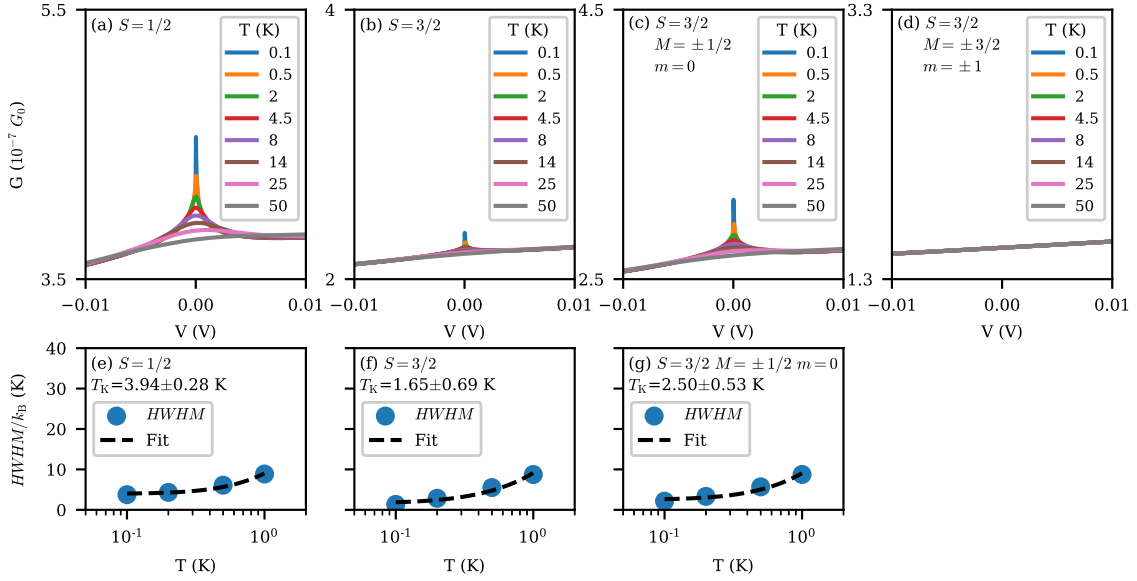 (a) S = 1/2
T (K)
0.1
0.5
2
4.5
8
14
25
50
5.5
3.5
G (10⁻⁷ G₀)
−0.01
0.00
0.01
V (V)
(b) S = 3/2
T (K)
0.1
0.5
2
4.5
8
14
25
50
4
2
−0.01
0.00
0.01
V (V)
(c) S = 3/2
M = ±1/2
m = 0
T (K)
0.1
0.5
2
4.5
8
14
25
50
4.5
2.5
−0.01
0.00
0.01
V (V)
(d) S = 3/2
M = ±3/2
m = ±1
T (K)
0.1
0.5
2
4.5
8
14
25
50
3.3
1.3
−0.01
0.00
0.01
V (V)
(e) S = 1/2
T_K=3.94±0.28 K
HWHM
Fit
40
30
20
10
0
HWHM/k_B (K)
10⁻¹
10⁰
T (K)
(f) S = 3/2
T_K=1.65±0.69 K
HWHM
Fit
10⁻¹
10⁰
T (K)
(g) S = 3/2 M = ±1/2 m = 0
T_K=2.50±0.53 K
HWHM
Fit
10⁻¹
10⁰
T (K)